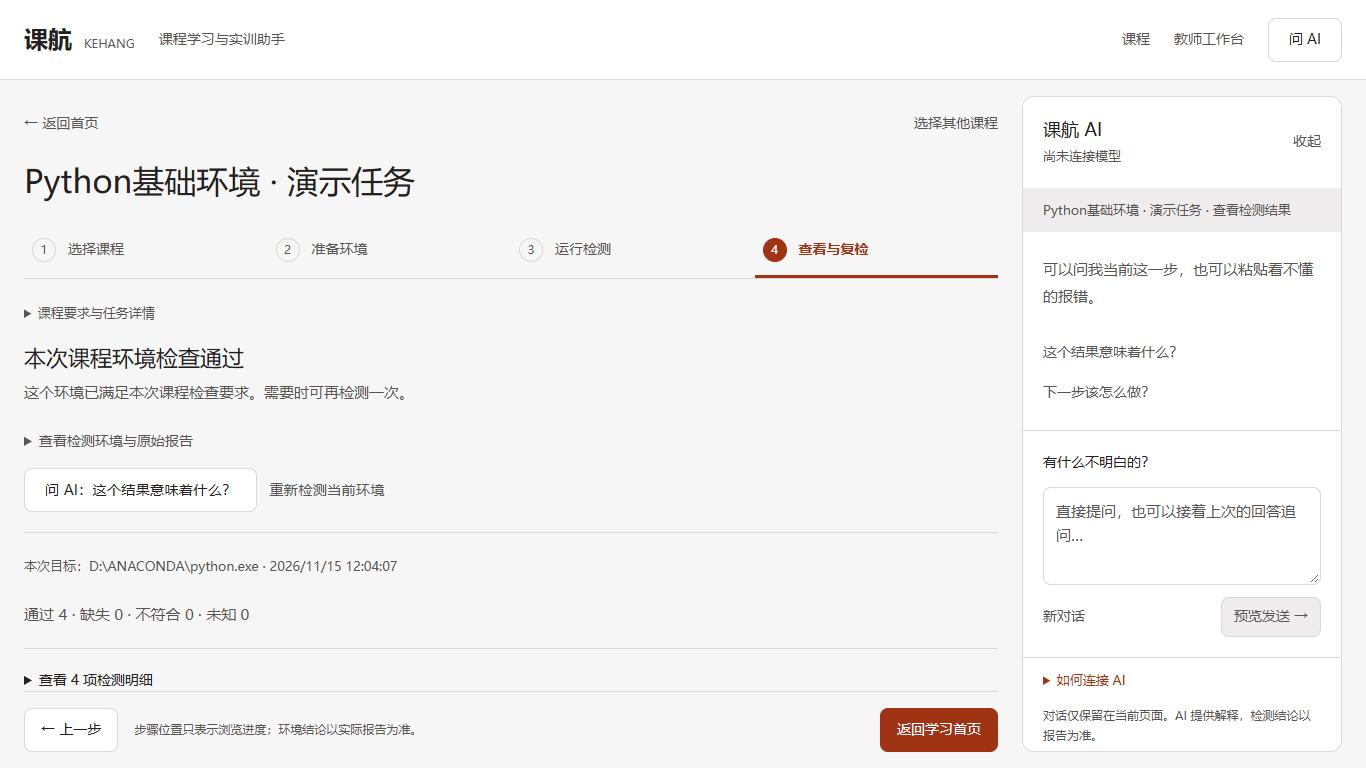 课航 KEHANG 课程学习与实训助手
课程 教师工作台 问 AI
← 返回首页
选择其他课程
Python基础环境 · 演示任务
1 选择课程
2 准备环境
3 运行检测
4 查看与复检
▶ 课程要求与任务详情
本次课程环境检查通过
这个环境已满足本次课程检查要求。需要时可再检测一次。
▶ 查看检测环境与原始报告
问 AI：这个结果意味着什么？
重新检测当前环境
本次目标：D:\ANACONDA\python.exe · 2026/11/15 12:04:07
通过 4 · 缺失 0 · 不符合 0 · 未知 0
▶ 查看 4 项检测明细
← 上一步
步骤位置只表示浏览进度；环境结论以实际报告为准。
返回学习首页
课航 AI
尚未连接模型
收起
Python基础环境 · 演示任务 · 查看检测结果
可以问我当前这一步，也可以粘贴看不懂
的报错。
这个结果意味着什么？
下一步该怎么做？
有什么不明白的？
直接提问，也可以接着上次的回答追
问…
新对话
预览发送 →
▶ 如何连接 AI
对话仅保留在当前页面。AI 提供解释，检测结论以
报告为准。